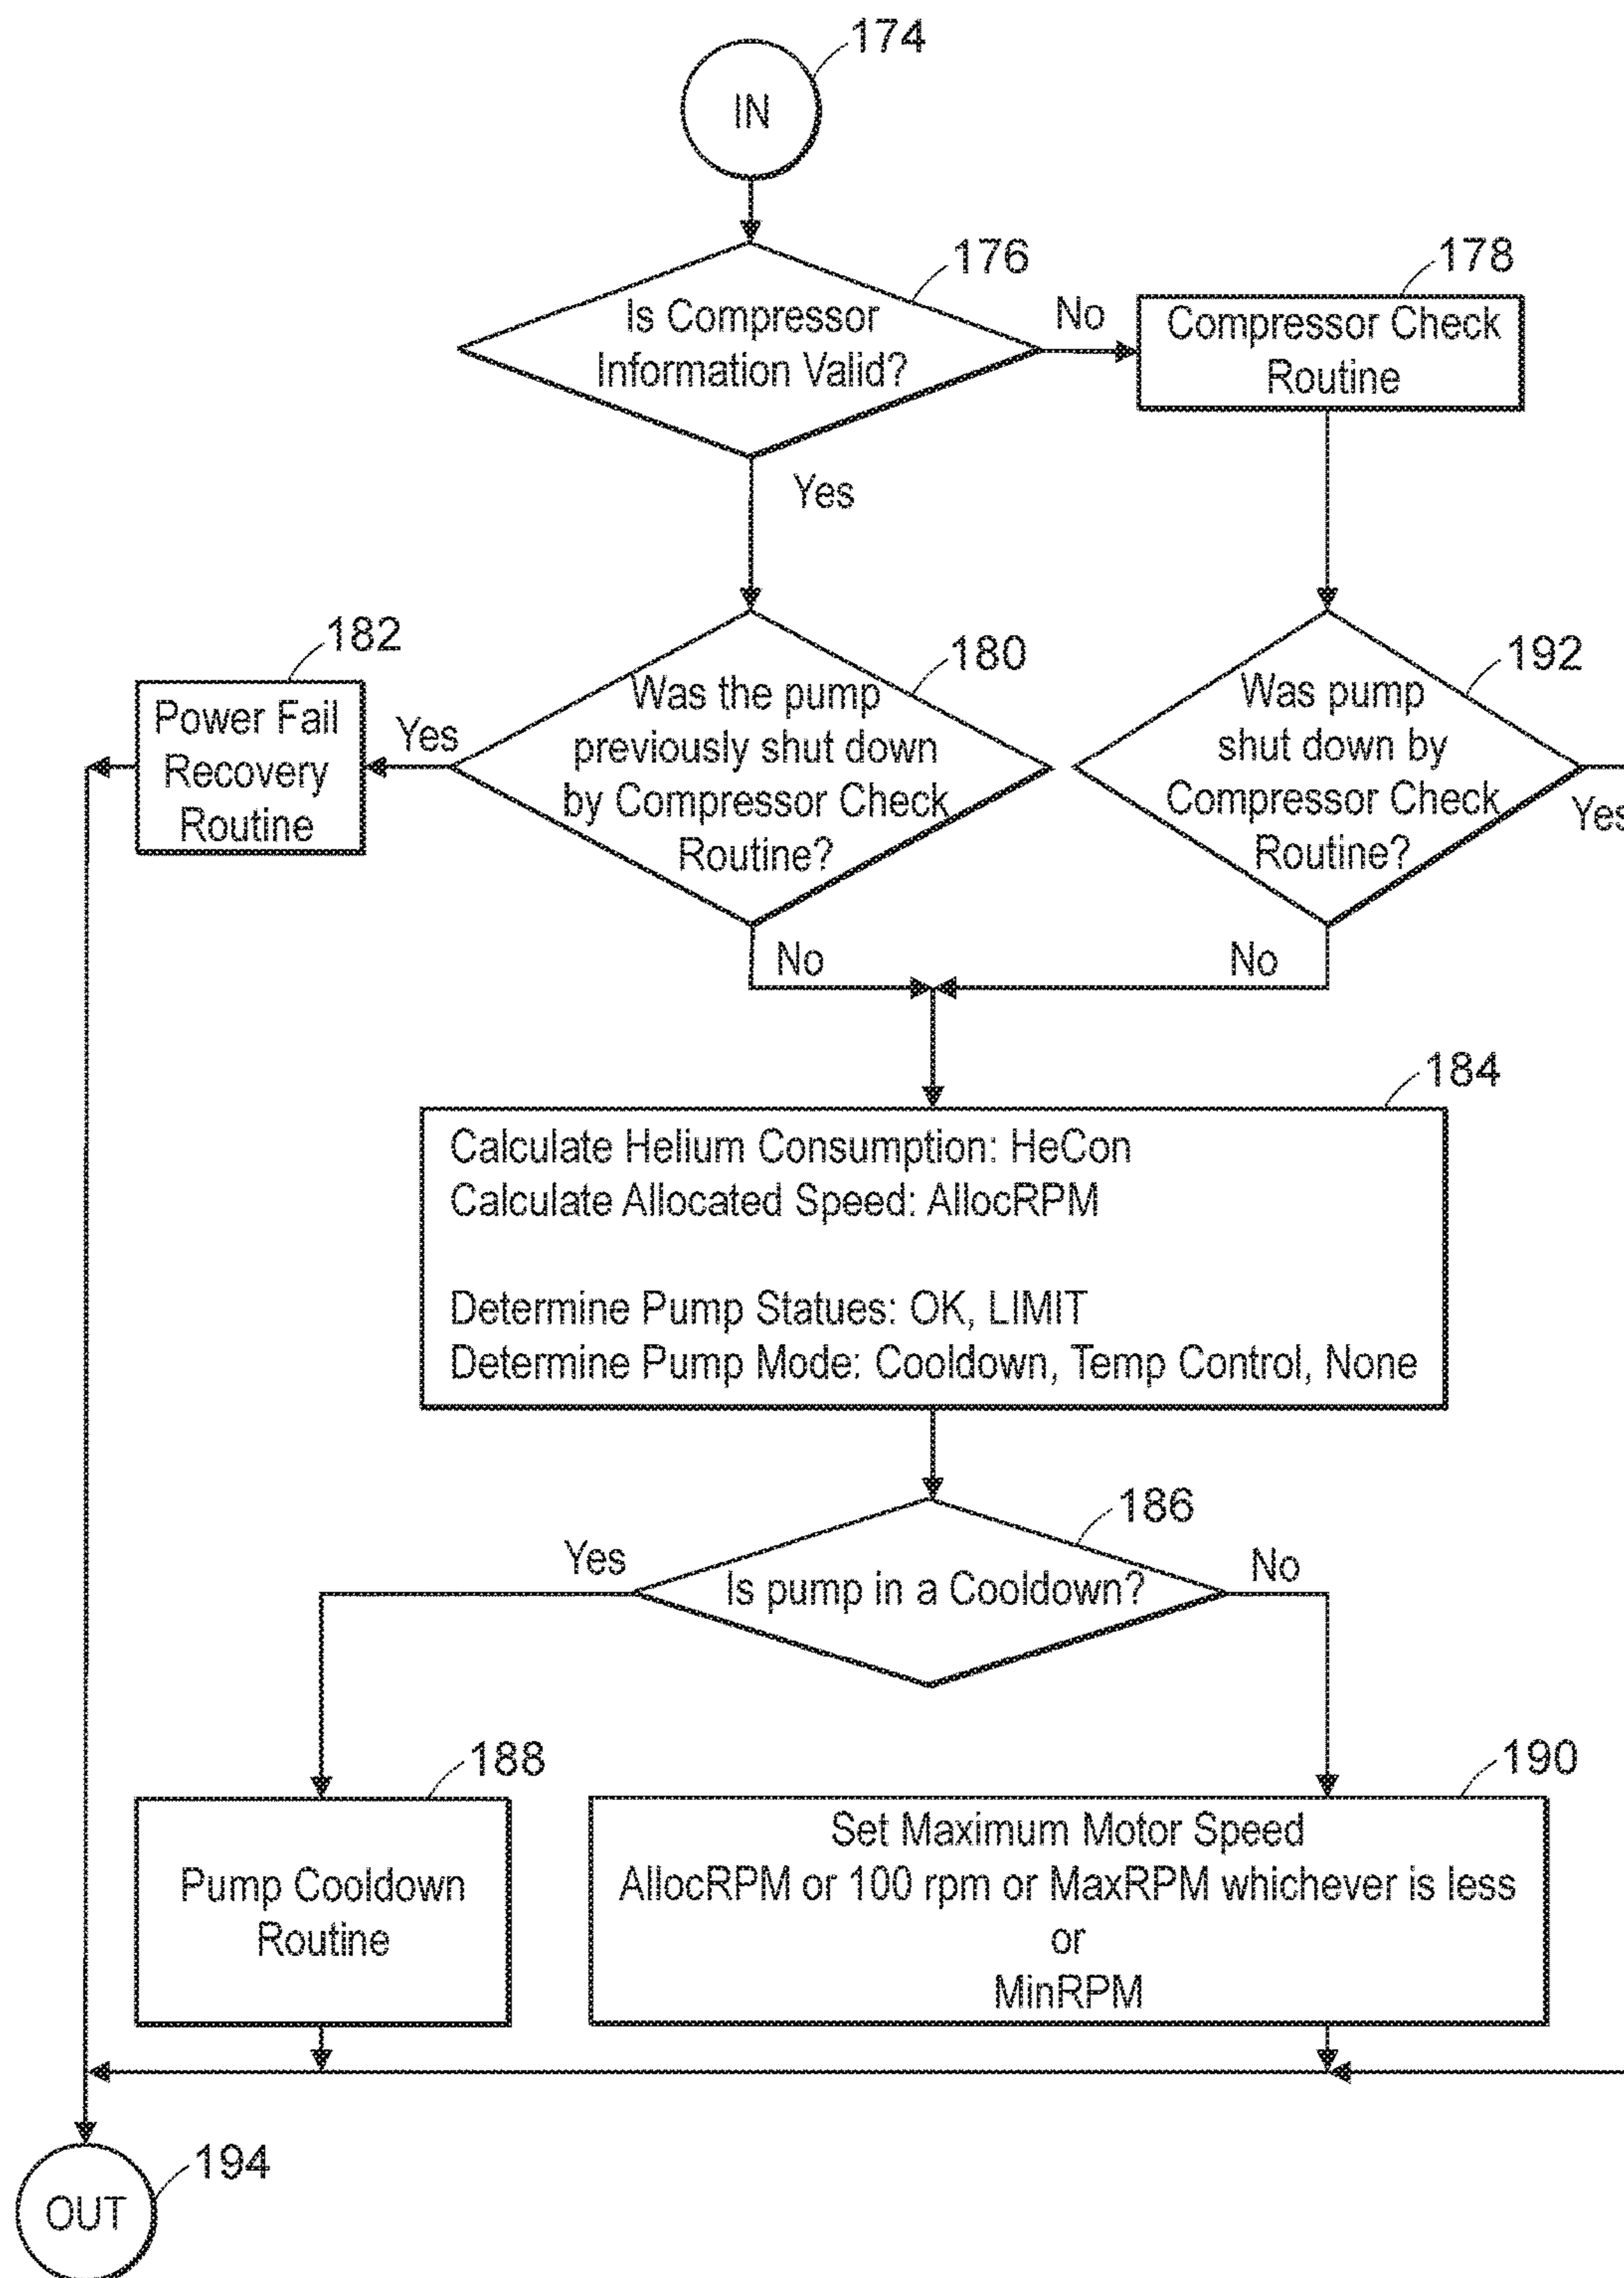 174
IN
176
Is Compressor
Information Valid?
No
178
Compressor Check
Routine
Yes
182
Power Fail
Recovery
Routine
Yes
180
Was the pump
previously shut down
by Compressor Check
Routine?
192
Was pump
shut down by
Compressor Check
Routine?
Yes
No
No
184
Calculate Helium Consumption: HeCon
Calculate Allocated Speed: AllocRPM
Determine Pump Statues: OK, LIMIT
Determine Pump Mode: Cooldown, Temp Control, None
186
Yes
Is pump in a Cooldown?
No
188
Pump Cooldown
Routine
190
Set Maximum Motor Speed
AllocRPM or 100 rpm or MaxRPM whichever is less
or
MinRPM
194
OUT